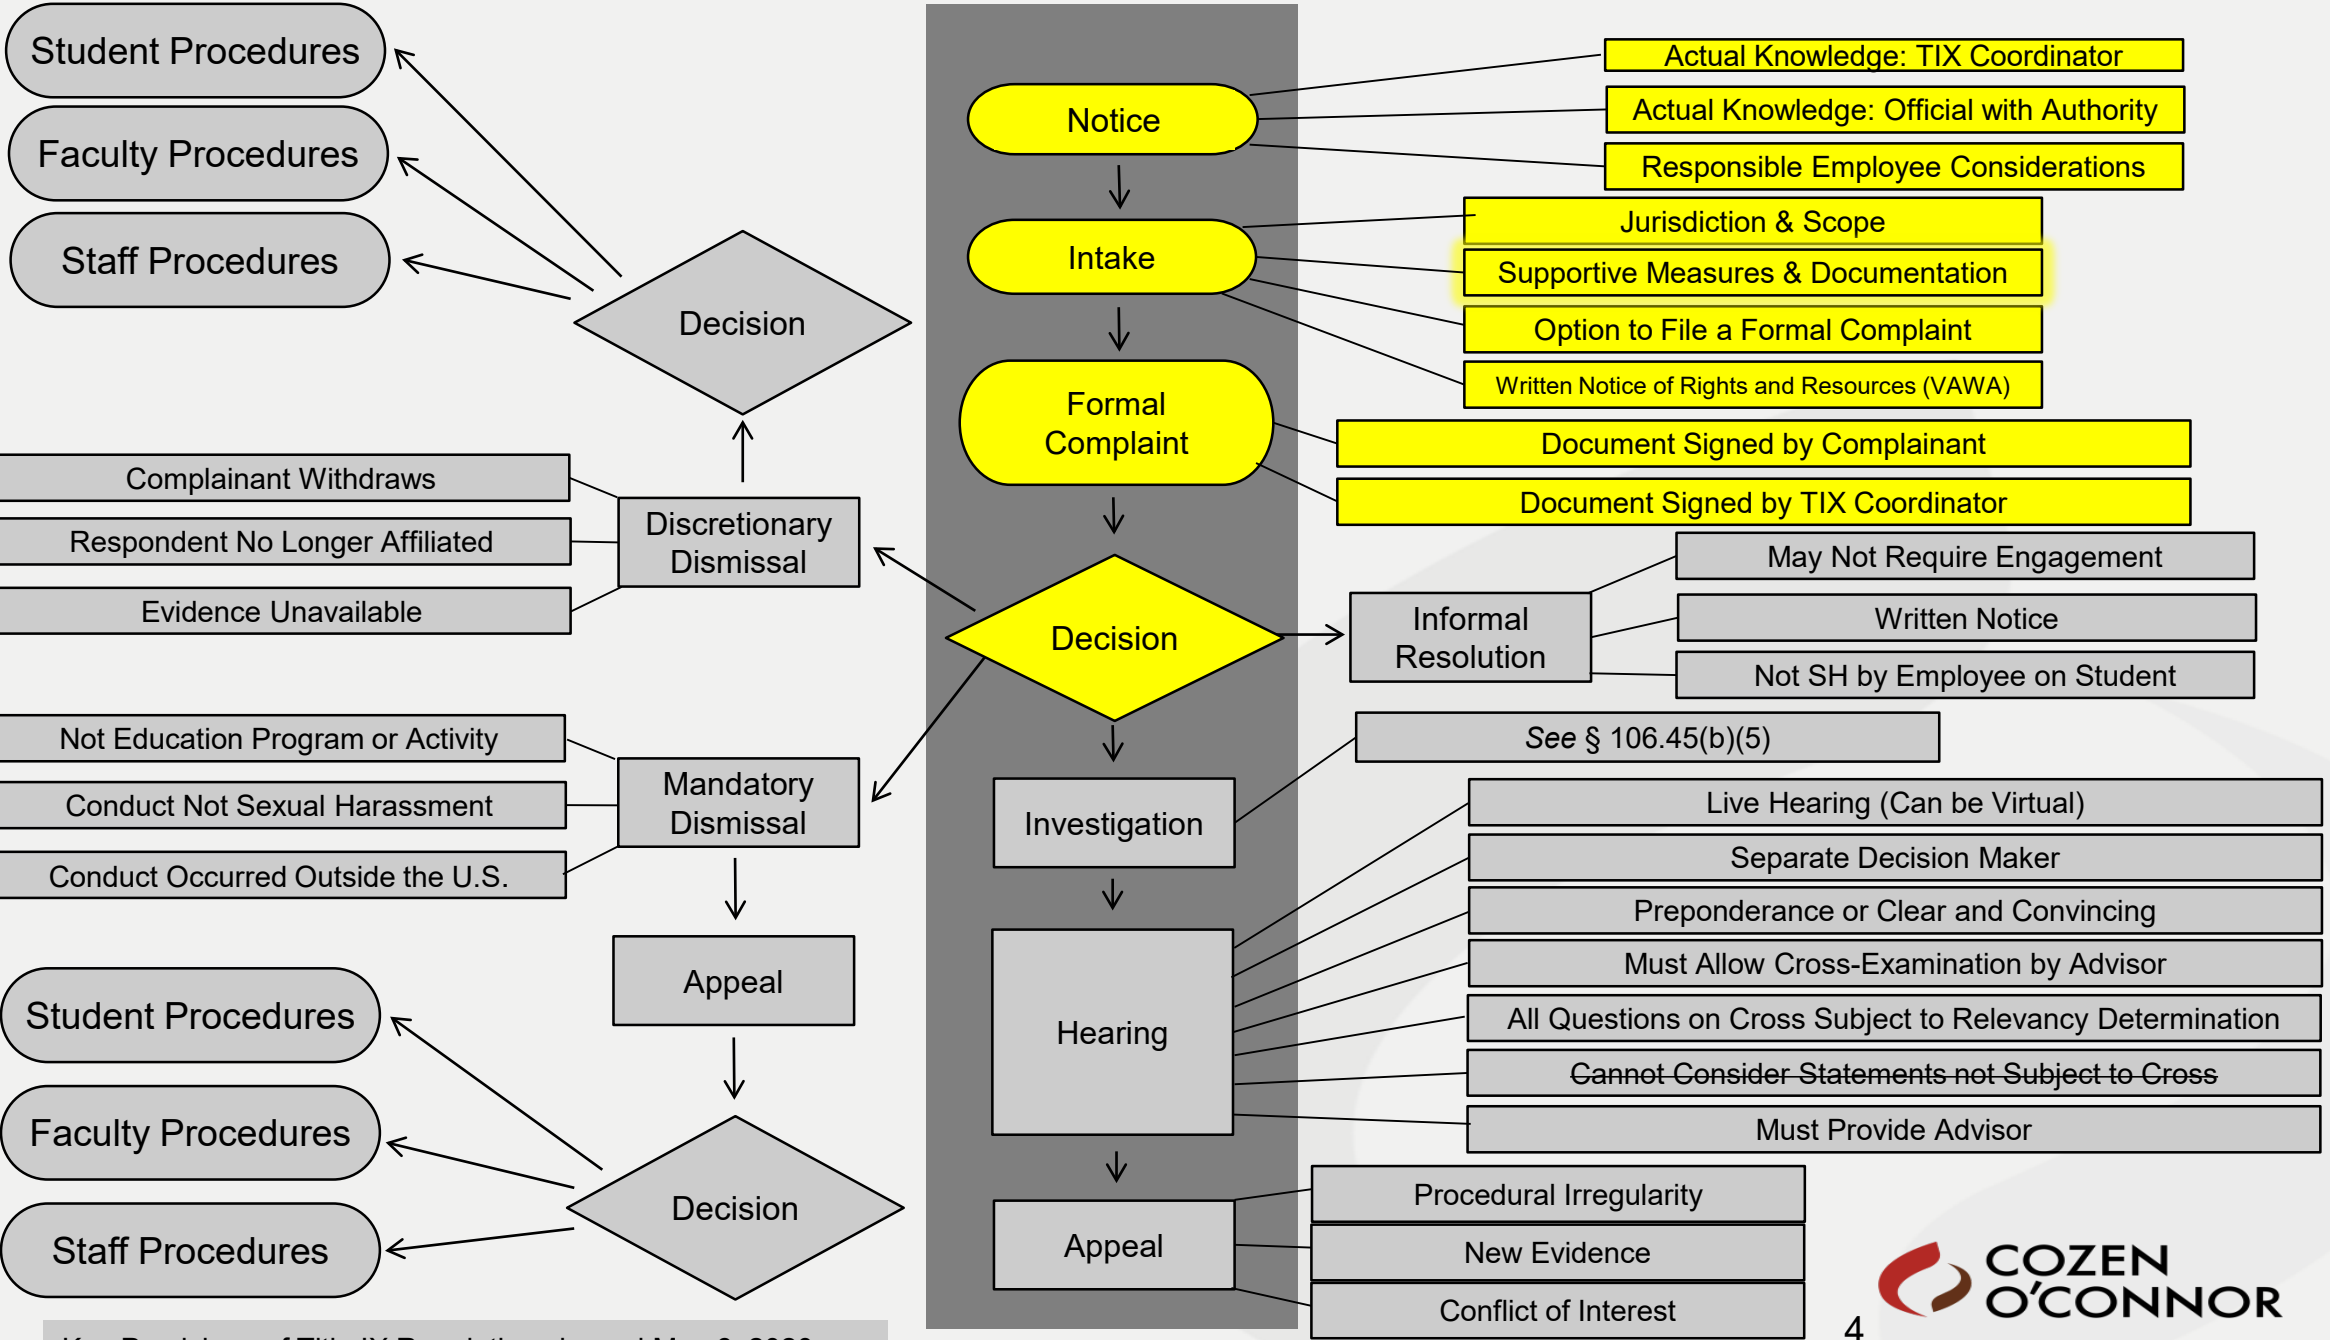 Student Procedures
Faculty Procedures
Staff Procedures
Decision
Complainant Withdraws
Respondent No Longer Affiliated
Evidence Unavailable
Discretionary
Dismissal
Not Education Program or Activity
Conduct Not Sexual Harassment
Conduct Occurred Outside the U.S.
Mandatory
Dismissal
Appeal
Student Procedures
Faculty Procedures
Staff Procedures
Decision
Notice
Actual Knowledge: TIX Coordinator
Actual Knowledge: Official with Authority
Responsible Employee Considerations
Intake
Jurisdiction & Scope
Supportive Measures & Documentation
Option to File a Formal Complaint
Written Notice of Rights and Resources (VAWA)
Formal
Complaint
Document Signed by Complainant
Document Signed by TIX Coordinator
Decision
Informal
Resolution
May Not Require Engagement
Written Notice
Not SH by Employee on Student
Investigation
See § 106.45(b)(5)
Hearing
Live Hearing (Can be Virtual)
Separate Decision Maker
Preponderance or Clear and Convincing
Must Allow Cross-Examination by Advisor
All Questions on Cross Subject to Relevancy Determination
Cannot Consider Statements not Subject to Cross
Must Provide Advisor
Appeal
Procedural Irregularity
New Evidence
Conflict of Interest
COZEN
O'CONNOR
4